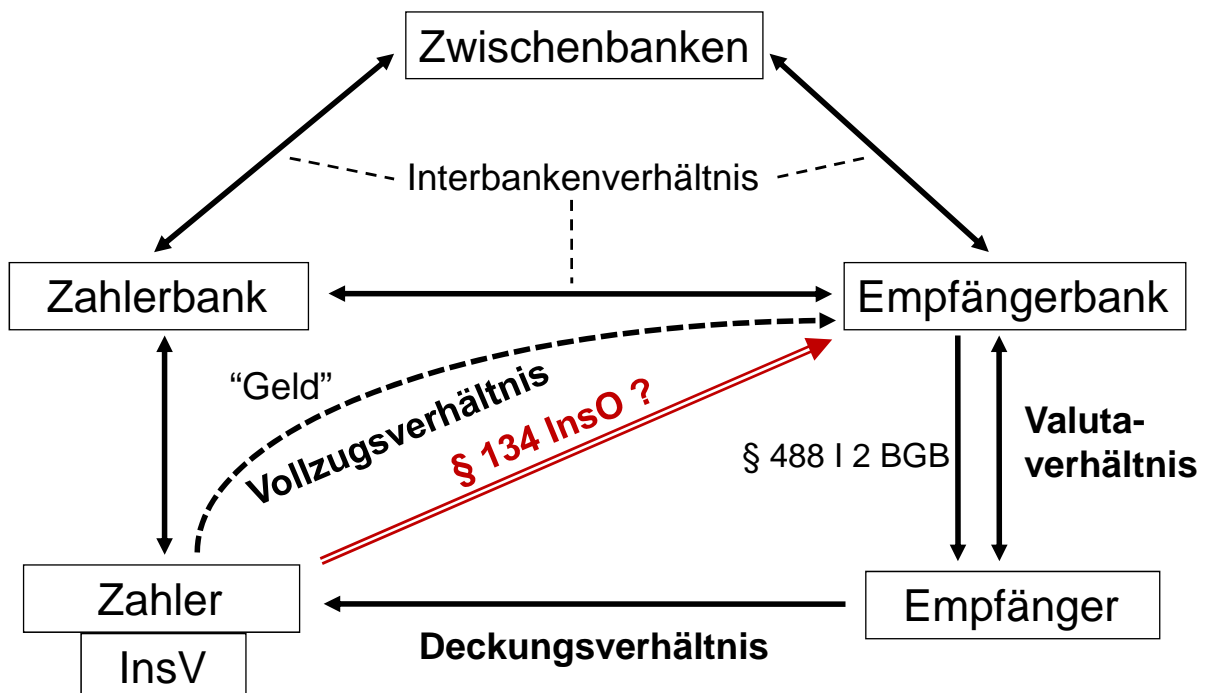 Zwischenbanken
Interbankenverhältnis
Zahlerbank
Empfängerbank
“Geld”
Vollzugsverhältnis
§ 134 InsO ?
§ 488 I 2 BGB
Valuta-
verhältnis
Zahler
Empfänger
Deckungsverhältnis
InsV